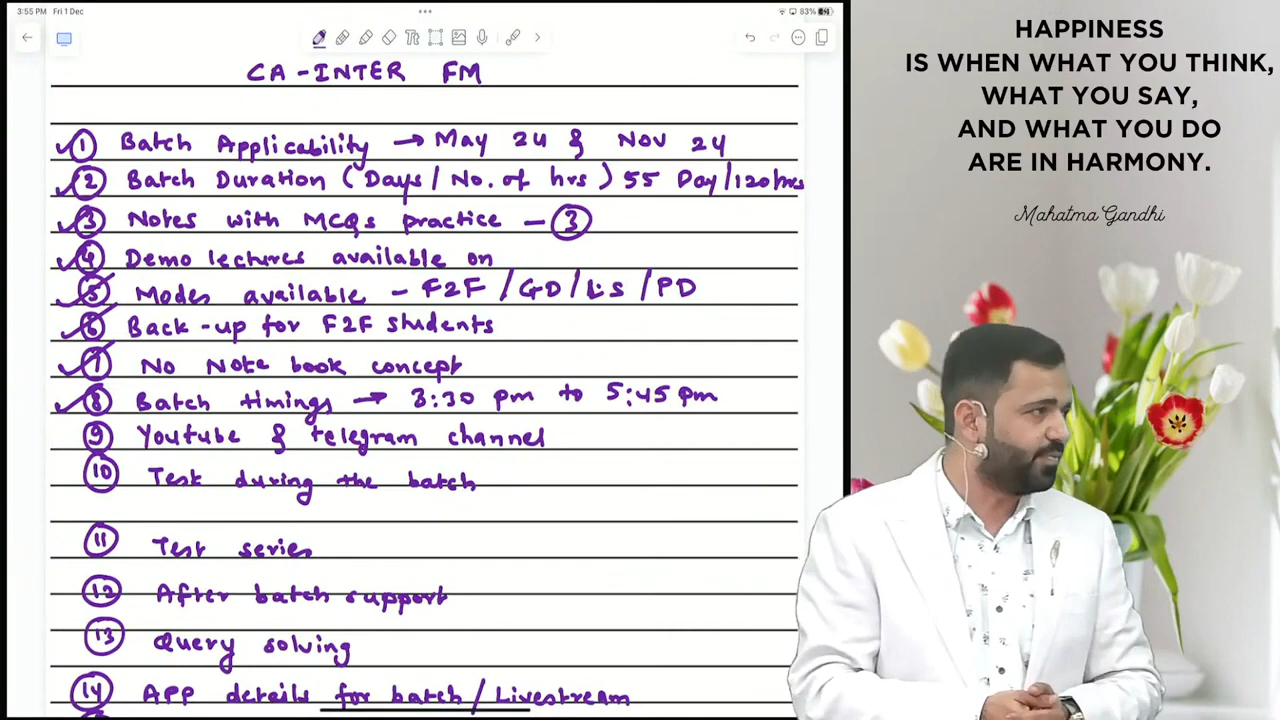 3:55 PM Fri 1 Dec
83%
CA-INTER FM
1 Batch Applicability → May 24 & Nov 24
2 Batch Duration (Days / No. of hrs) 55 Day/120hrs
3 Notes with MCQs practice - 3
4 Demo lectures available on
5 Modes available - F2F / GD / LS / PD
6 Back-up for F2F students
7 No Note book concept
8 Batch timings → 3:30 pm to 5:45 pm
9 Youtube & telegram channel
10 Test during the batch
11 Test series
12 After batch support
13 Query solving
14 APP details for batch / Livestream
HAPPINESS
IS WHEN WHAT YOU THINK,
WHAT YOU SAY,
AND WHAT YOU DO
ARE IN HARMONY.
Mahatma Gandhi